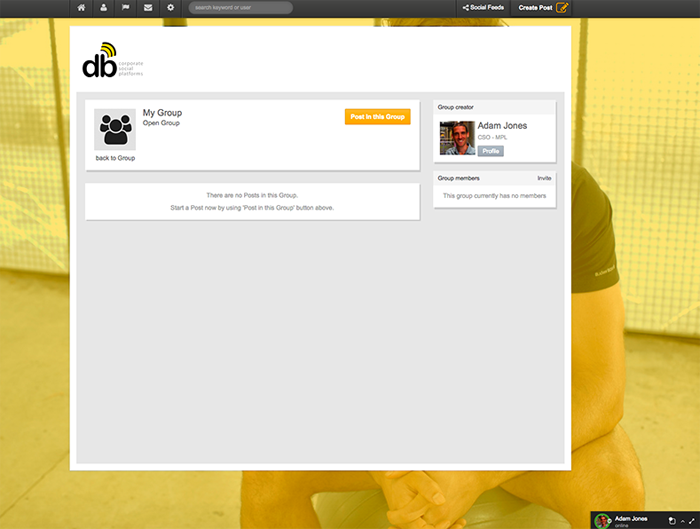 search keyword or user
Social Feeds
Create Post
db
corporate
social
platforms
My Group
Open Group
Post In this Group
back to Group
Group creator
Adam Jones
CSO - MPL
Profile
Group members
Invite
This group currently has no members
There are no Posts in this Group.
Start a Post now by using 'Post in this Group' button above.
Adam Jones
online